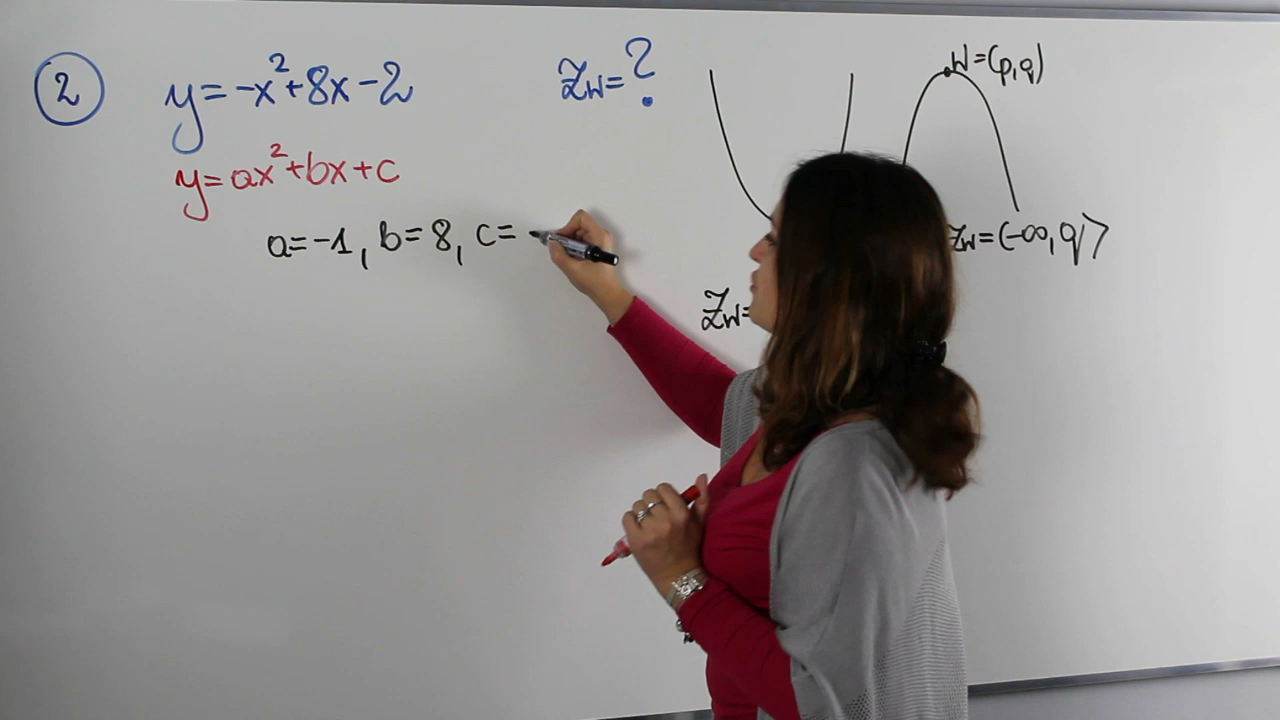 ② y=-x²+8x-2
y=ax²+bx+c
a=-1, b=8, c=
Zw=?
W=(p,q)
Zw=(-∞,q⟩
Zw=